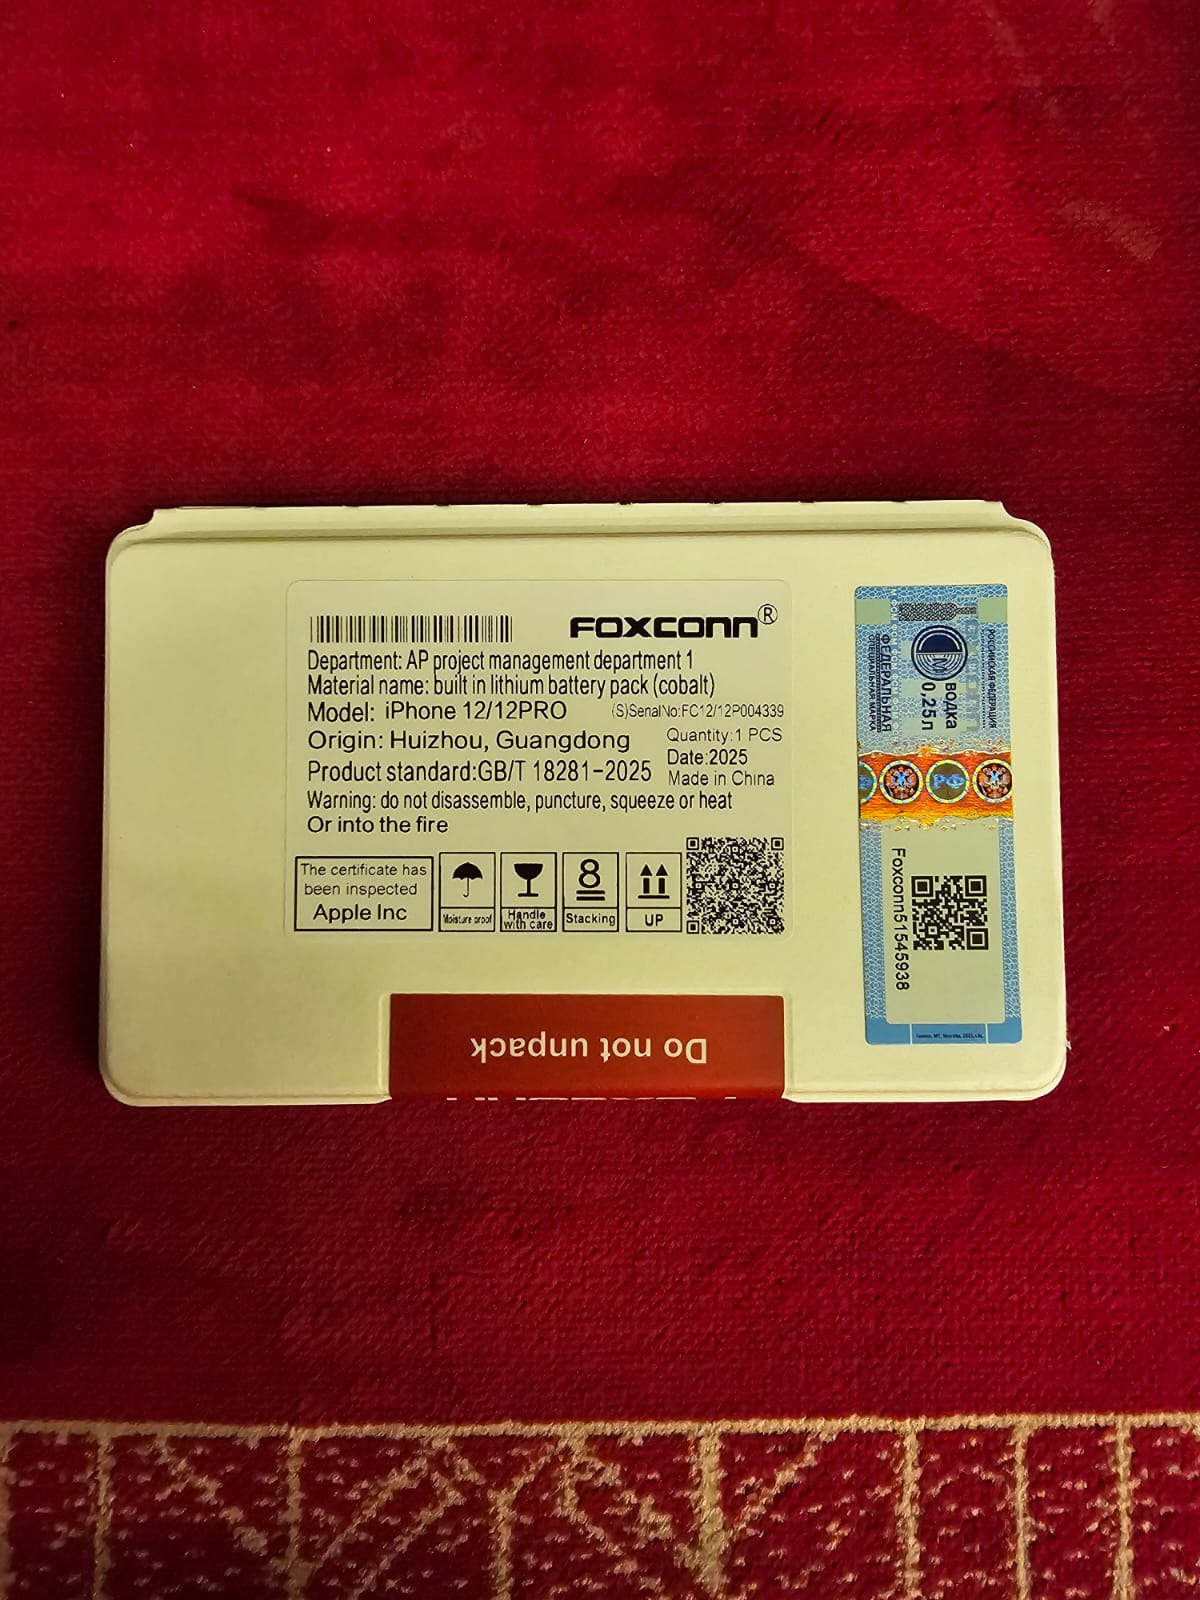 FOXCONN®
Department: AP project management department 1
Material name: built in lithium battery pack (cobalt)
Model: iPhone 12/12PRO
(S)SerialNo:FC12/12P004339
Origin: Huizhou, Guangdong
Quantity:1 PCS
Product standard:GB/T 18281-2025
Date:2025
Made in China
Warning: do not disassemble, puncture, squeeze or heat
Or into the fire
The certificate has
been inspected
Apple Inc
Moisture proof
Handle
with care
8
Stacking
UP
Do not unpack
РОССИЙСКАЯ ФЕДЕРАЦИЯ
ВОДКА
0,25л
ФЕДЕРАЛЬНАЯ
СПЕЦИАЛЬНАЯ МАРКА
РФ
Foxconn51545938